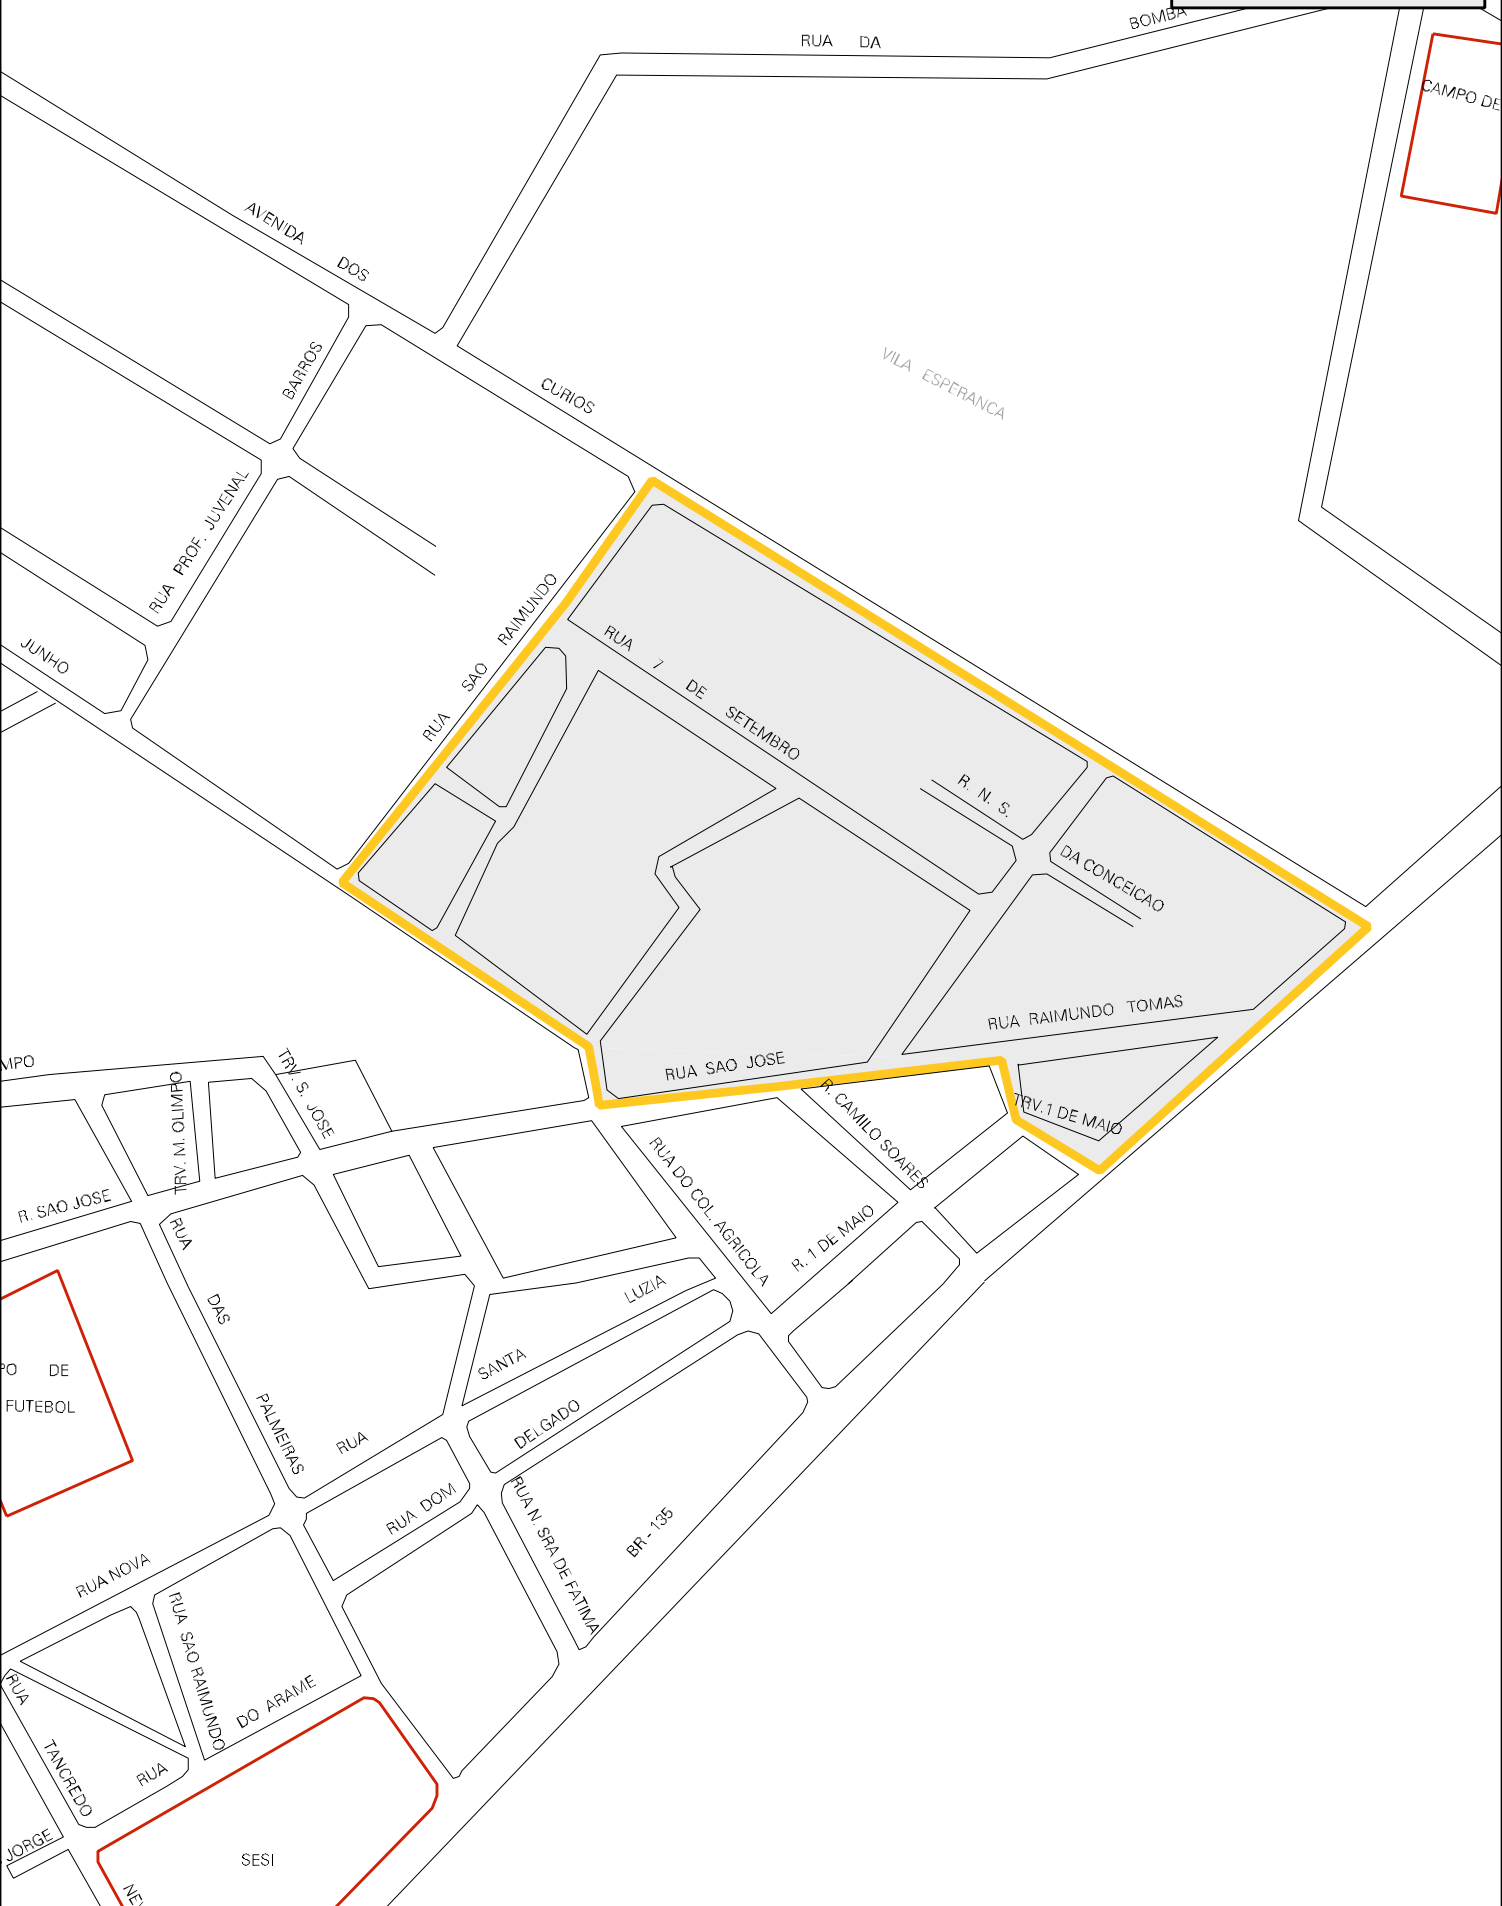 RUA DA BOMBA
CAMPO DE
AVENIDA DOS CURIOS
BARROS
VILA ESPERANCA
RUA PROF. JUVENAL
JUNHO
RUA SAO RAIMUNDO
RUA 7 DE SETEMBRO
R. N. S.
DA CONCEICAO
RUA RAIMUNDO TOMAS
RUA SAO JOSE
TRV.1 DE MAIO
R. CAMILO SOARES
MPO
TRV. S. JOSE
TRV. M. OLIMPO
R. SAO JOSE
RUA DO COL. AGRICOLA
R. 1 DE MAIO
RUA DAS PALMEIRAS
LUZIA
SANTA
RUA
PO DE
FUTEBOL
DELGADO
RUA DOM
RUA N. SRA DE FATIMA
BR - 135
RUA NOVA
RUA SAO RAIMUNDO
DO ARAME
RUA
RUA
TANCREDO
JORGE
SESI